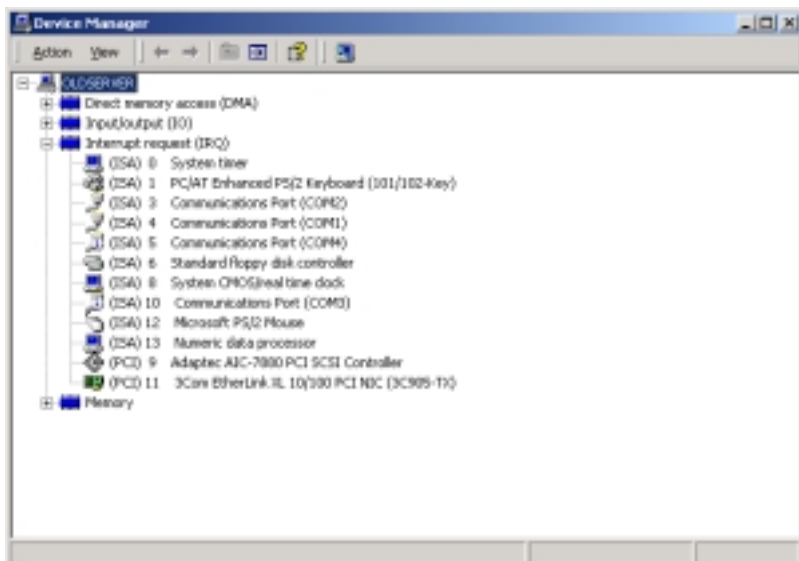 Device Manager
Action View
OLDSERVER
Direct memory access (DMA)
Input/output (IO)
Interrupt request (IRQ)
(ISA) 0 System timer
(ISA) 1 PC/AT Enhanced PS/2 Keyboard (101/102-Key)
(ISA) 3 Communications Port (COM2)
(ISA) 4 Communications Port (COM1)
(ISA) 5 Communications Port (COM4)
(ISA) 6 Standard floppy disk controller
(ISA) 8 System CMOS/real time clock
(ISA) 10 Communications Port (COM3)
(ISA) 12 Microsoft PS/2 Mouse
(ISA) 13 Numeric data processor
(PCI) 9 Adaptec AIC-7880 PCI SCSI Controller
(PCI) 11 3Com EtherLink XL 10/100 PCI NIC (3C905-TX)
Memory